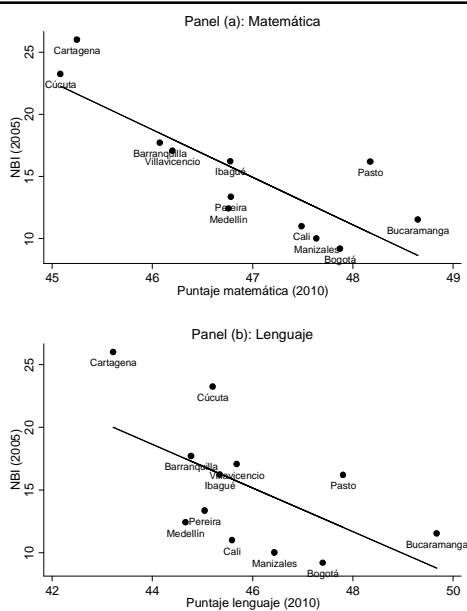 Panel (a): Matemática
NBI (2005)
25
20
15
10
Cartagena
Cúcuta
Barranquilla
Villavicencio
Ibagué
Pasto
Pereira
Medellín
Bucaramanga
Cali
Manizales
Bogotá
45 46 47 48 49
Puntaje matemática (2010)
Panel (b): Lenguaje
NBI (2005)
25
20
15
10
Cartagena
Cúcuta
Barranquilla
Villavicencio
Ibagué
Pasto
Pereira
Medellín
Cali
Bucaramanga
Manizales
Bogotá
42 44 46 48 50
Puntaje lenguaje (2010)